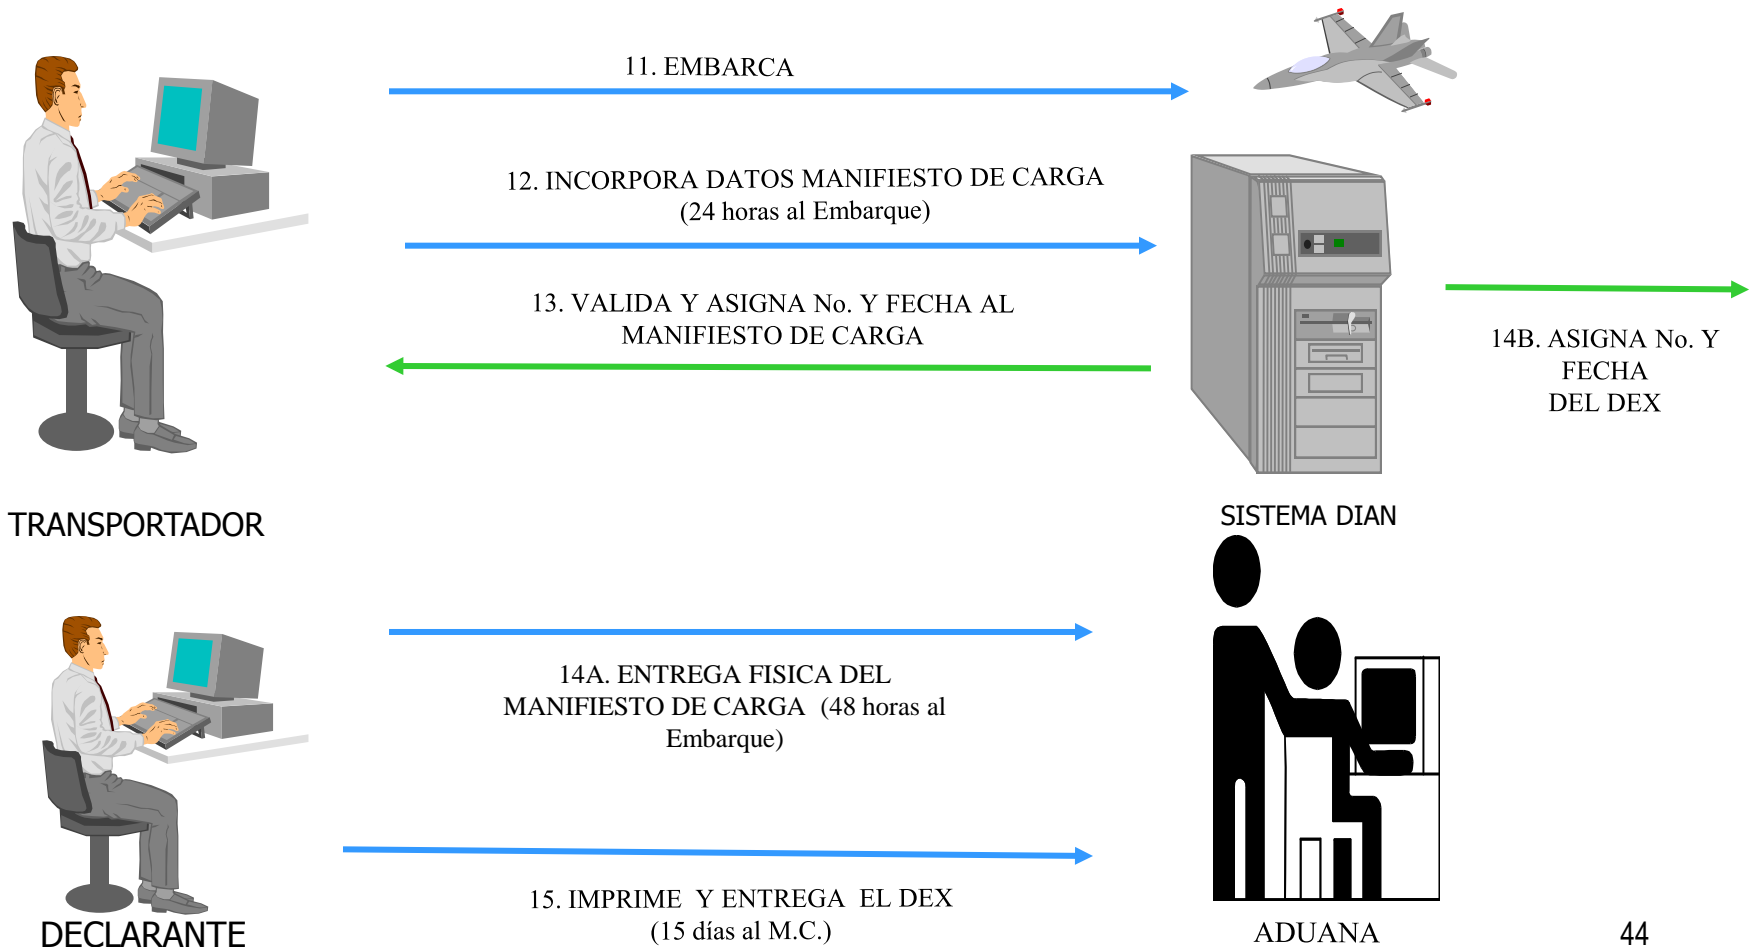 11. EMBARCA
12. INCORPORA DATOS MANIFIESTO DE CARGA
(24 horas al Embarque)
13. VALIDA Y ASIGNA No. Y FECHA AL
MANIFIESTO DE CARGA
14B. ASIGNA No. Y
FECHA
DEL DEX
TRANSPORTADOR
SISTEMA DIAN
14A. ENTREGA FISICA DEL
MANIFIESTO DE CARGA (48 horas al
Embarque)
15. IMPRIME Y ENTREGA EL DEX
(15 días al M.C.)
DECLARANTE
ADUANA
44